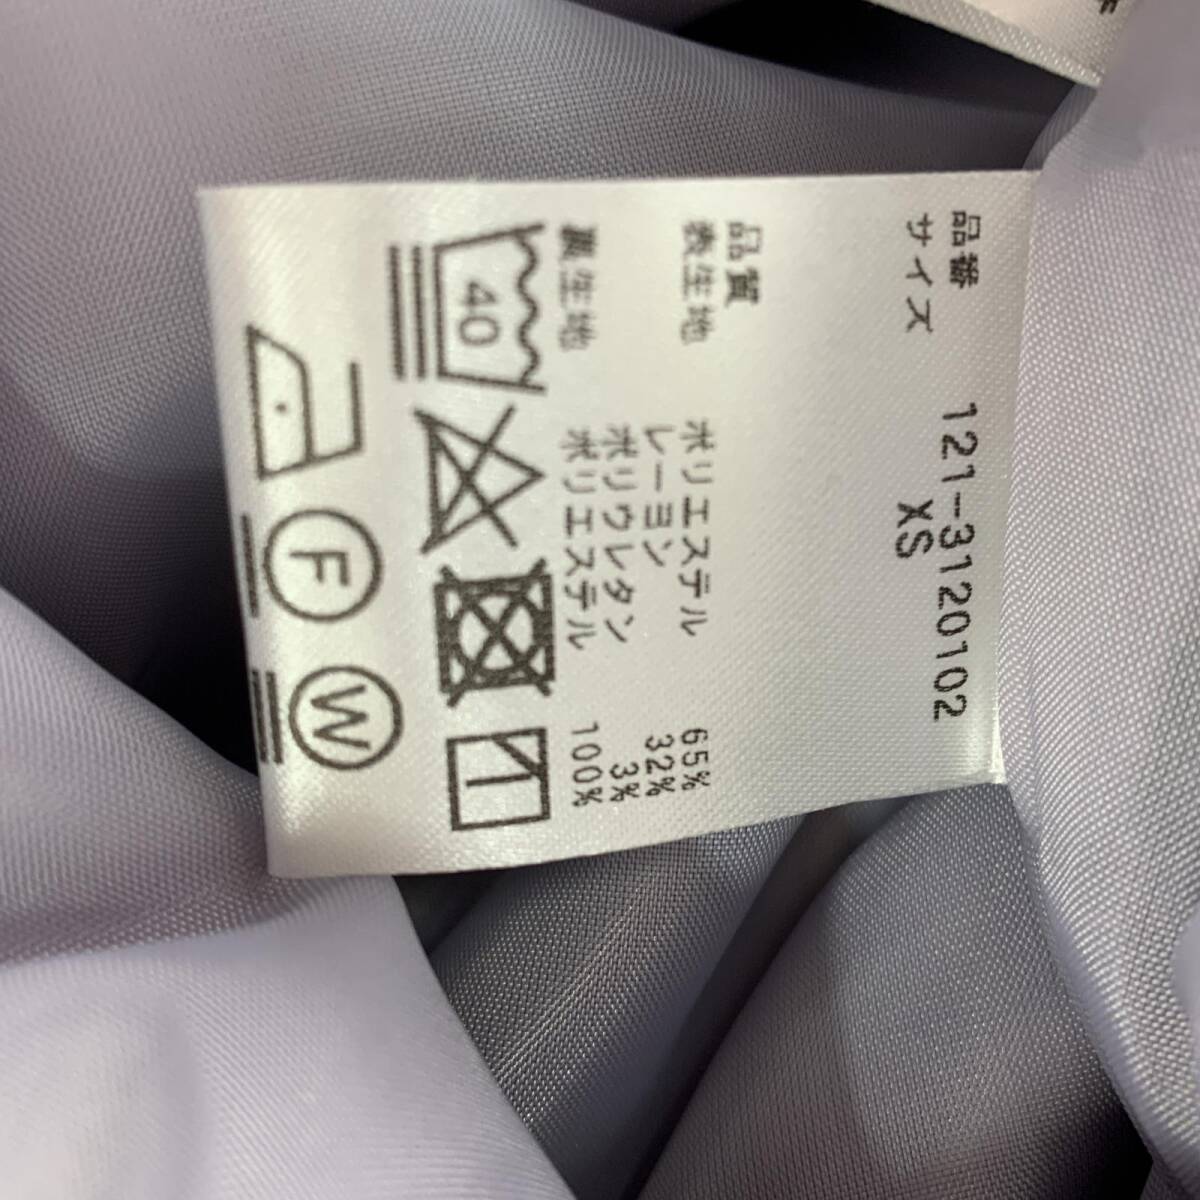 品番 121-3120102
サイズ XS
品質
表生地 ポリエステル 65%
レーヨン 32%
ポリウレタン 3%
裏生地 ポリエステル 100%
40
F
W